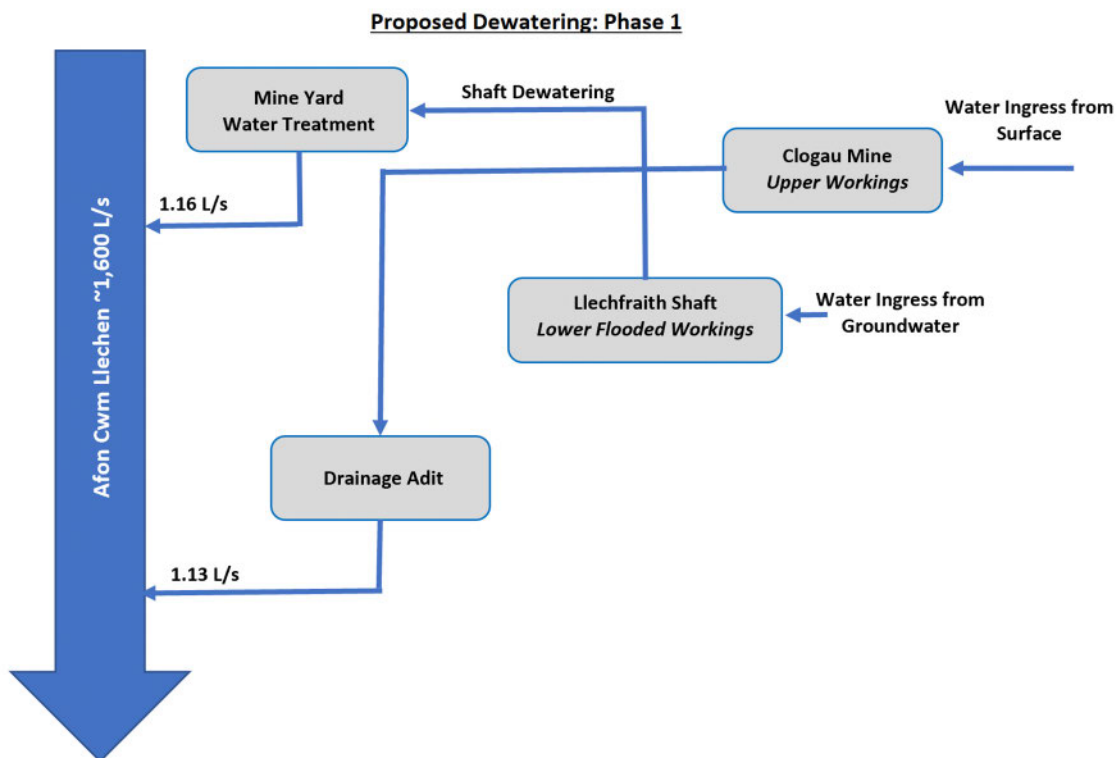 Proposed Dewatering: Phase 1
Mine Yard
Water Treatment
Shaft Dewatering
Water Ingress from
Surface
Clogau Mine
Upper Workings
1.16 L/s
Afon Cwm Llechen ~1,600 L/s
Llechfraith Shaft
Lower Flooded Workings
Water Ingress from
Groundwater
Drainage Adit
1.13 L/s